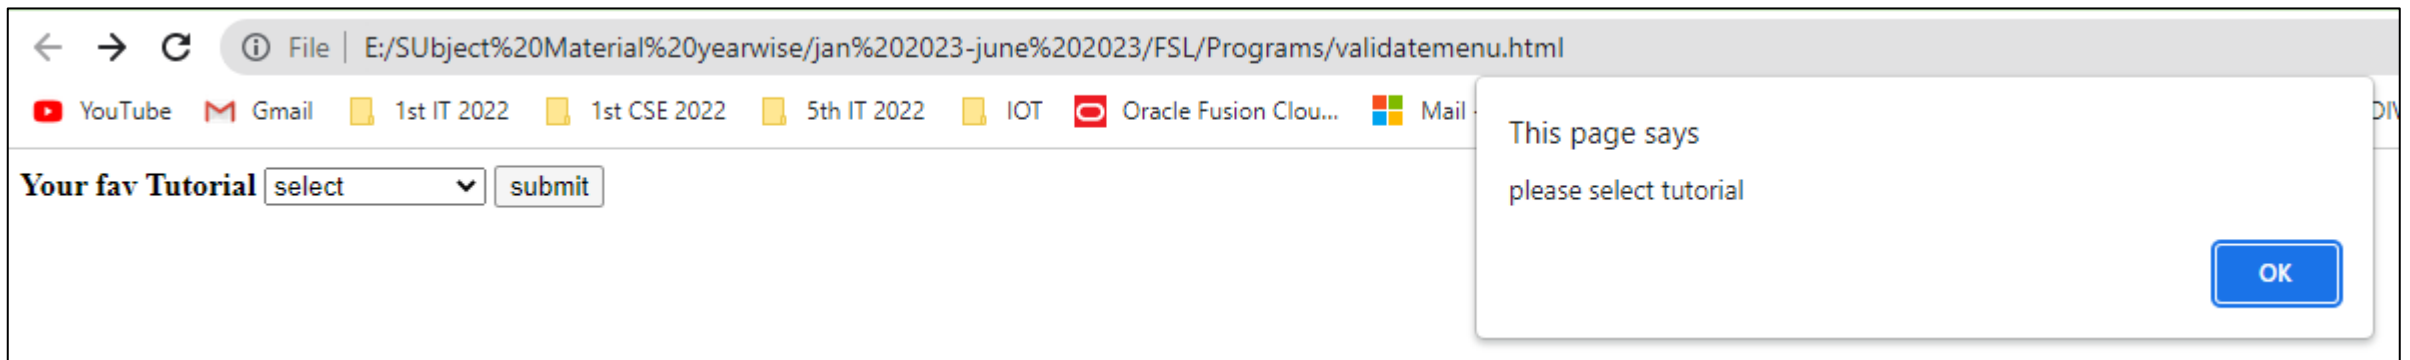 File | E:/SUbject%20Material%20yearwise/jan%202023-june%202023/FSL/Programs/validatemenu.html
YouTube Gmail 1st IT 2022 1st CSE 2022 5th IT 2022 IOT Oracle Fusion Clou... Mail -
This page says
please select tutorial
OK
Your fav Tutorial select submit